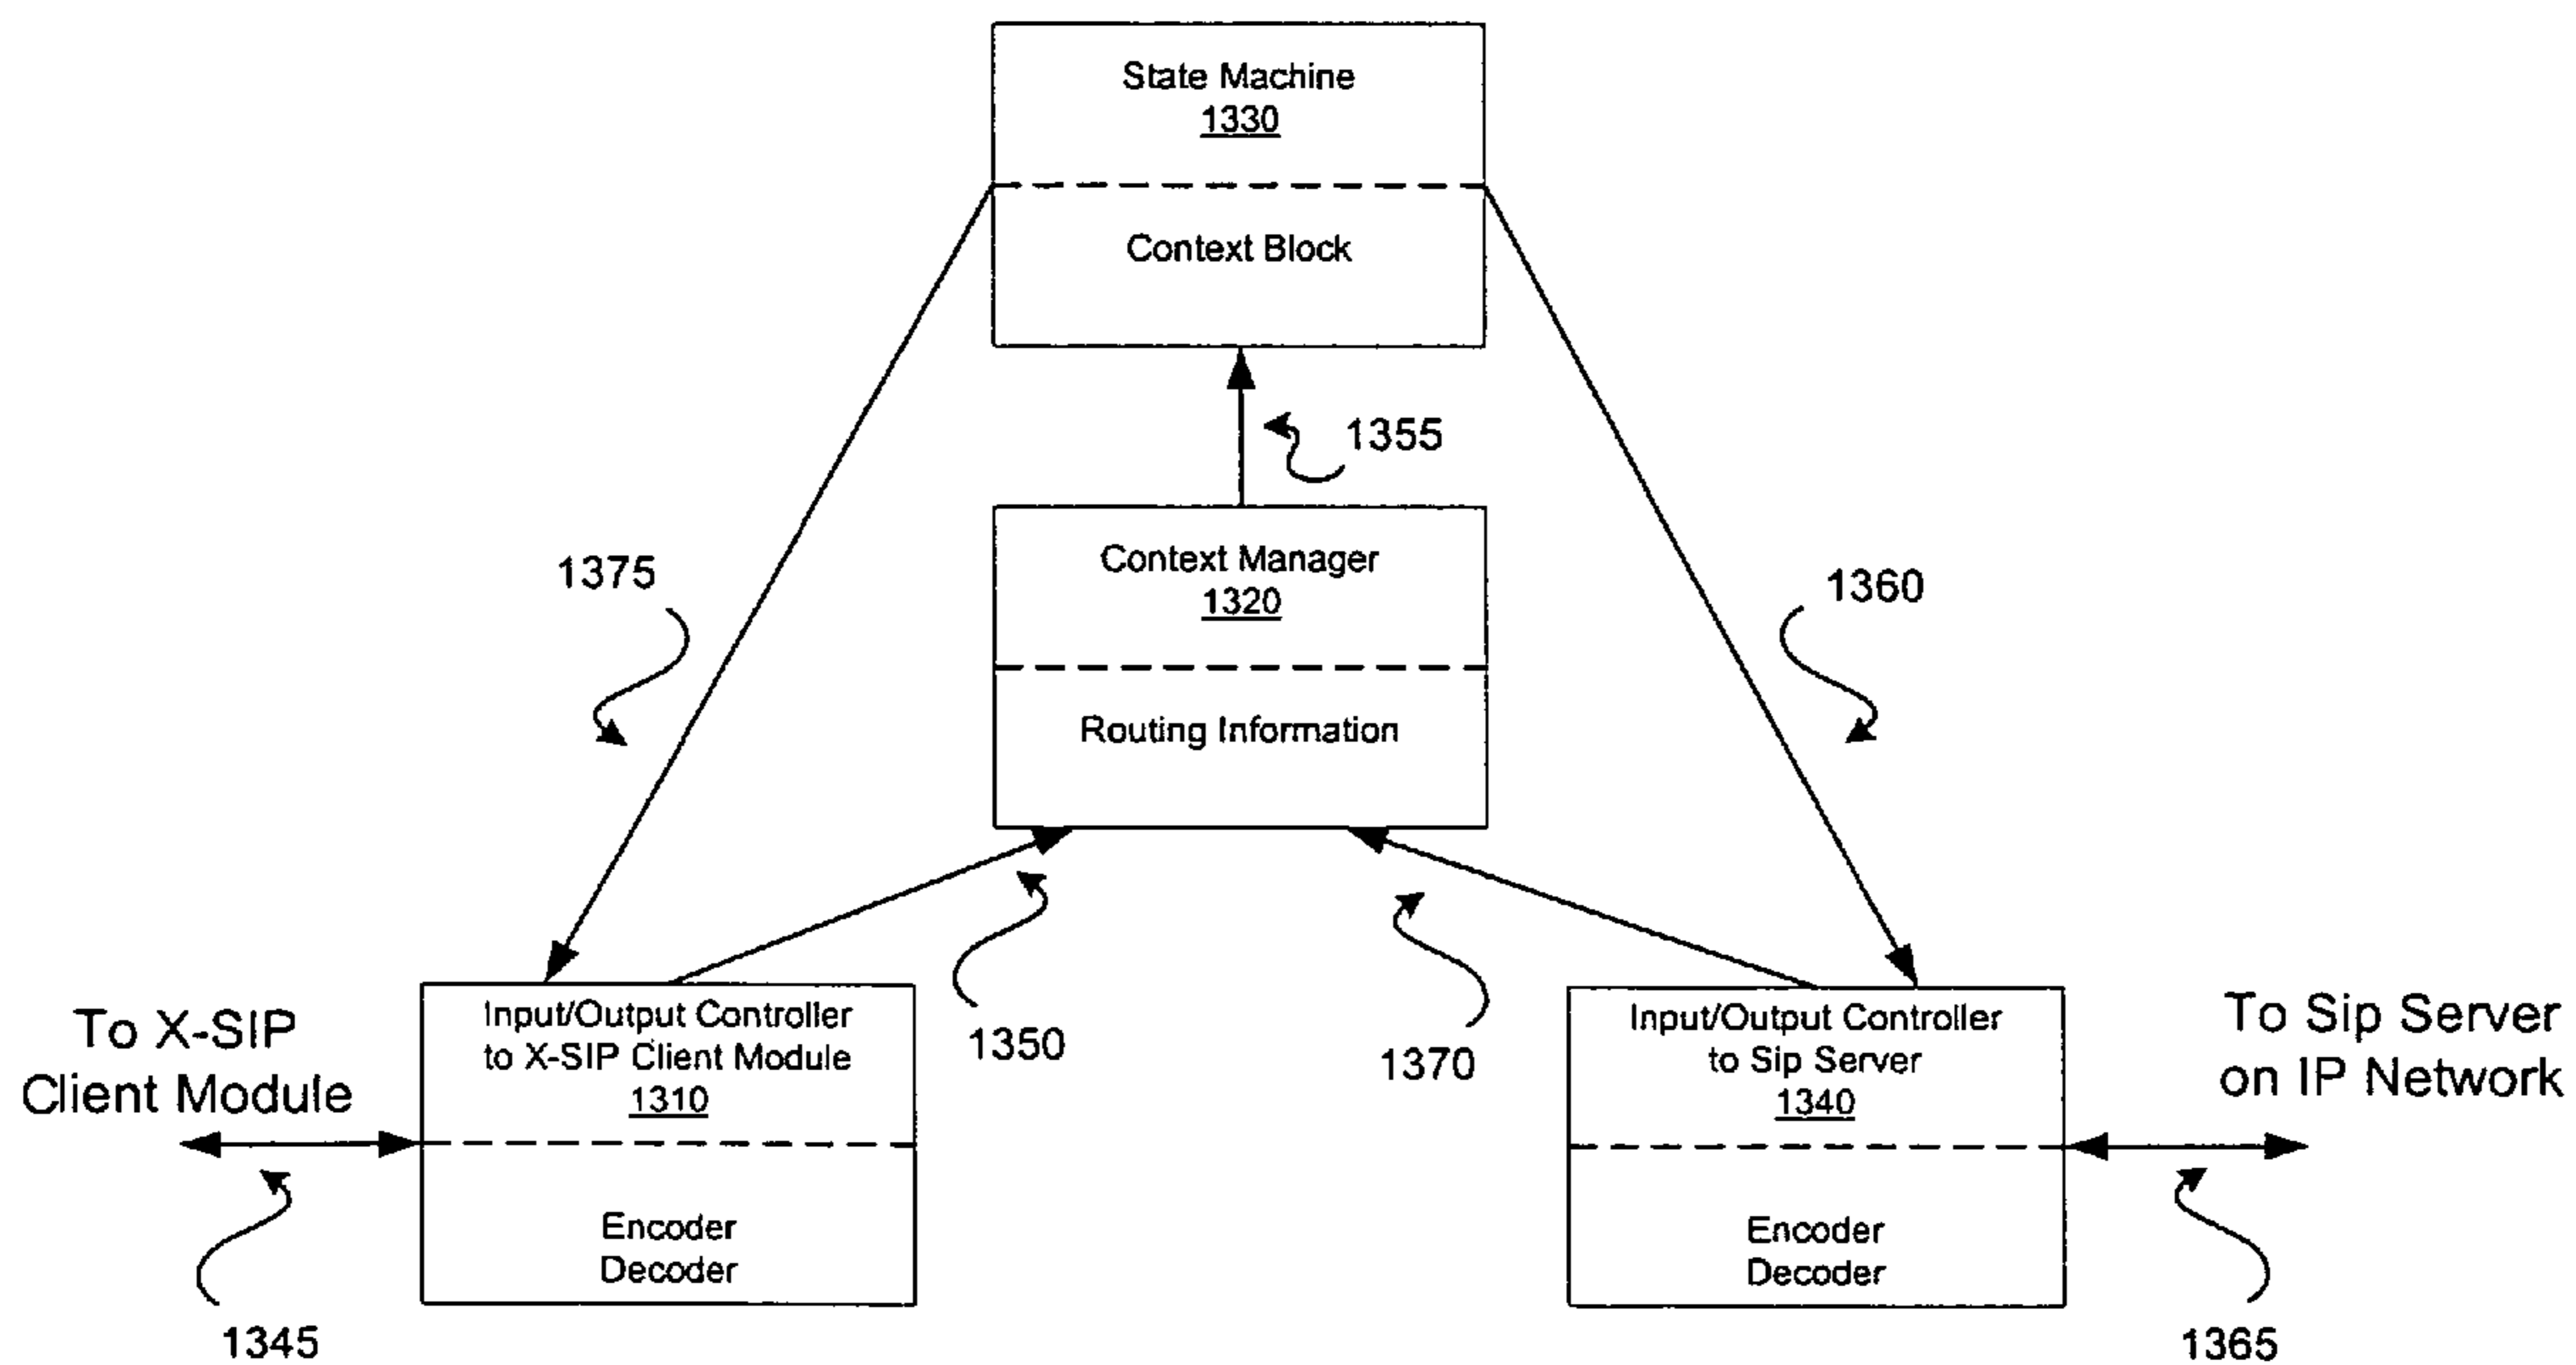 State Machine
1330
Context Block
1355
Context Manager
1320
Routing Information
1375
1360
To X-SIP
Client Module
Input/Output Controller
to X-SIP Client Module
1310
Encoder
Decoder
1350
1370
Input/Output Controller
to Sip Server
1340
Encoder
Decoder
To Sip Server
on IP Network
1345
1365